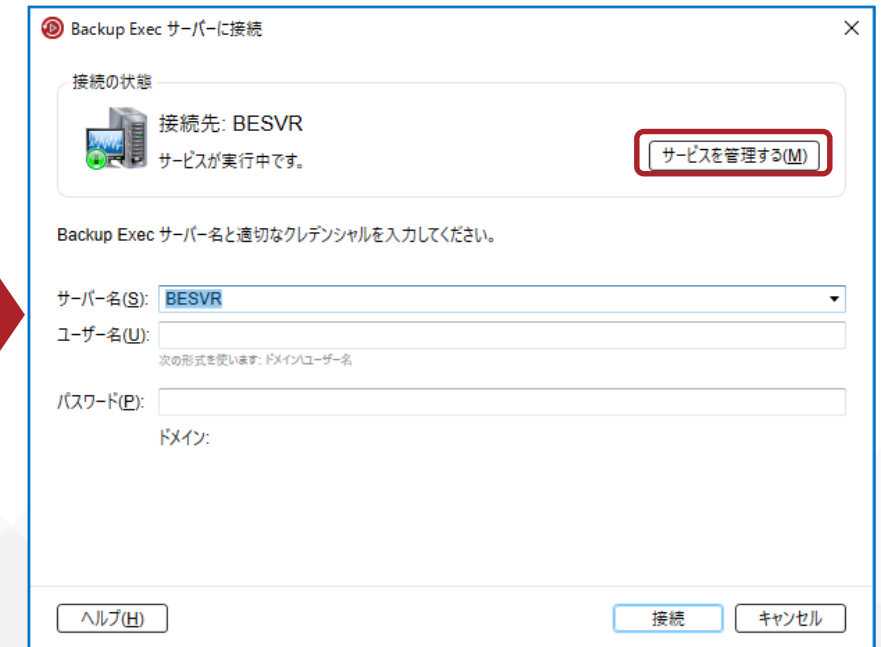 Backup Exec サーバーに接続
接続の状態
接続先: BESVR
サービスが実行中です。
サービスを管理する(M)
Backup Exec サーバー名と適切なクレデンシャルを入力してください。
サーバー名(S): BESVR
ユーザー名(U):
次の形式を使います: ドメイン\ユーザー名
パスワード(P):
ドメイン:
ヘルプ(H) 接続 キャンセル